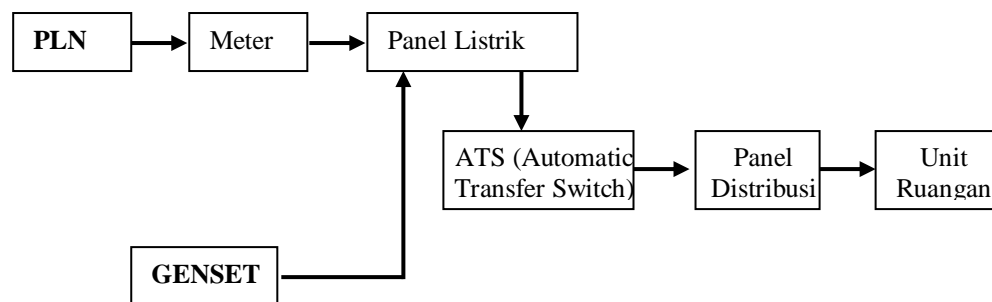 PLN
Meter
Panel Listrik
ATS (Automatic
Transfer Switch)
Panel
Distribusi
Unit
Ruangan
GENSET